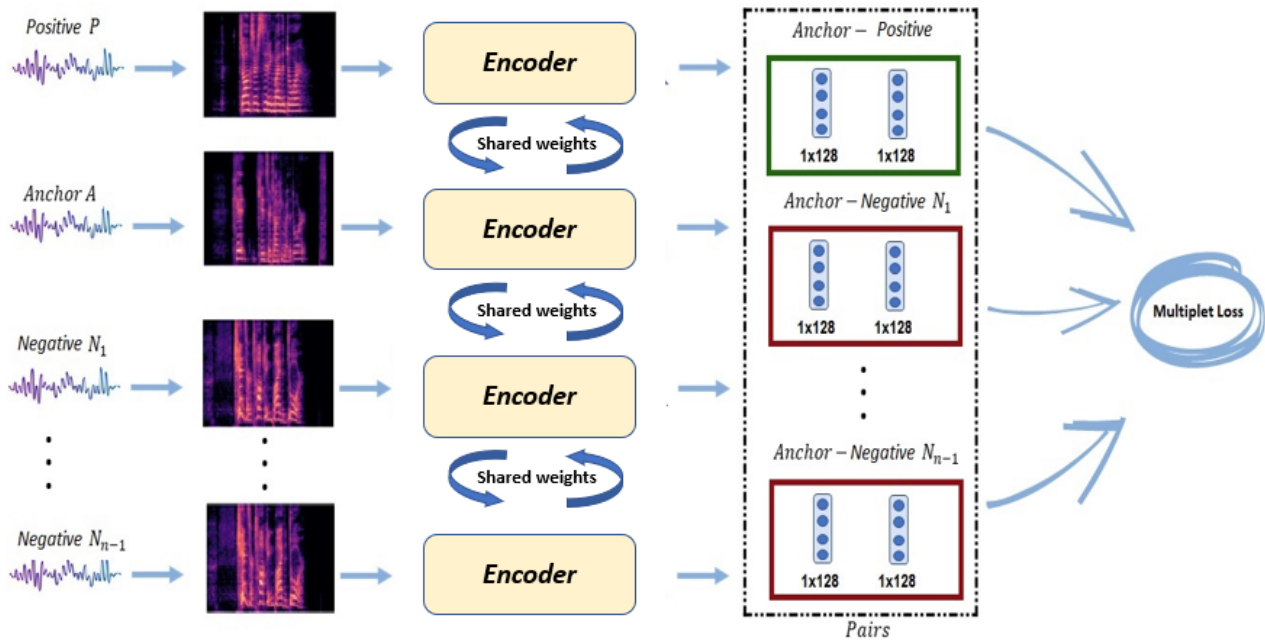 Positive P
Encoder
Anchor – Positive
1x128 1x128
Shared weights
Anchor A
Encoder
Anchor – Negative N₁
1x128 1x128
Shared weights
Multiplet Loss
Negative N₁
Encoder
Shared weights
Anchor – Negative Nₙ₋₁
1x128 1x128
Negative Nₙ₋₁
Encoder
Pairs